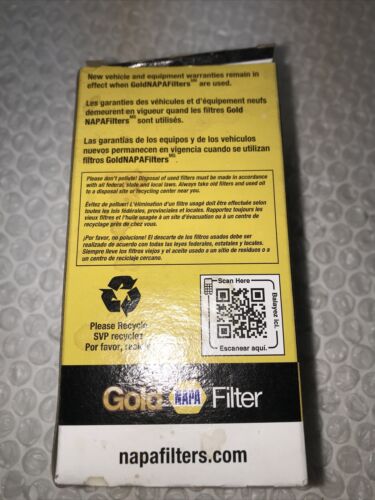 New vehicle and equipment warranties remain in
effect when GoldNAPAFilters℠ are used.
Les garanties des véhicules et d'équipement neufs
demeurent en vigueur quand les filtres Gold
NAPAFilters MS sont utilisés.
Las garantías de los equipos y de los vehículos
nuevos permanecen en vigencia cuando se utilizan
filtros GoldNAPAFilters MS.
Please don't pollute! Disposal of used filters must be made in accordance
with all federal, state and local laws. Always take old filters and used oil
to a disposal site or recycling center near you.
Évitez de polluer! L'élimination d'un filtre usagé doit être effectuée selon
toutes les lois fédérales, provinciales et locales. Rapportez toujours les
vieux filtres et l'huile usagée à un site d'évacuation ou à un centre de
recyclage près de chez vous.
¡Por favor, no polucione! El descarte de los filtros usados debe ser
realizado de acuerdo con todas las leyes federales, estatales y locales.
Siempre lleve los filtros viejos y el aceite usado a un sitio de residuos o a
un centro de reciclaje cercano.
Scan Here
Balayez ici.
Escanear aquí.
Please Recycle
SVP recyclez
Por favor,
Gold NAPA Filter
napafilters.com